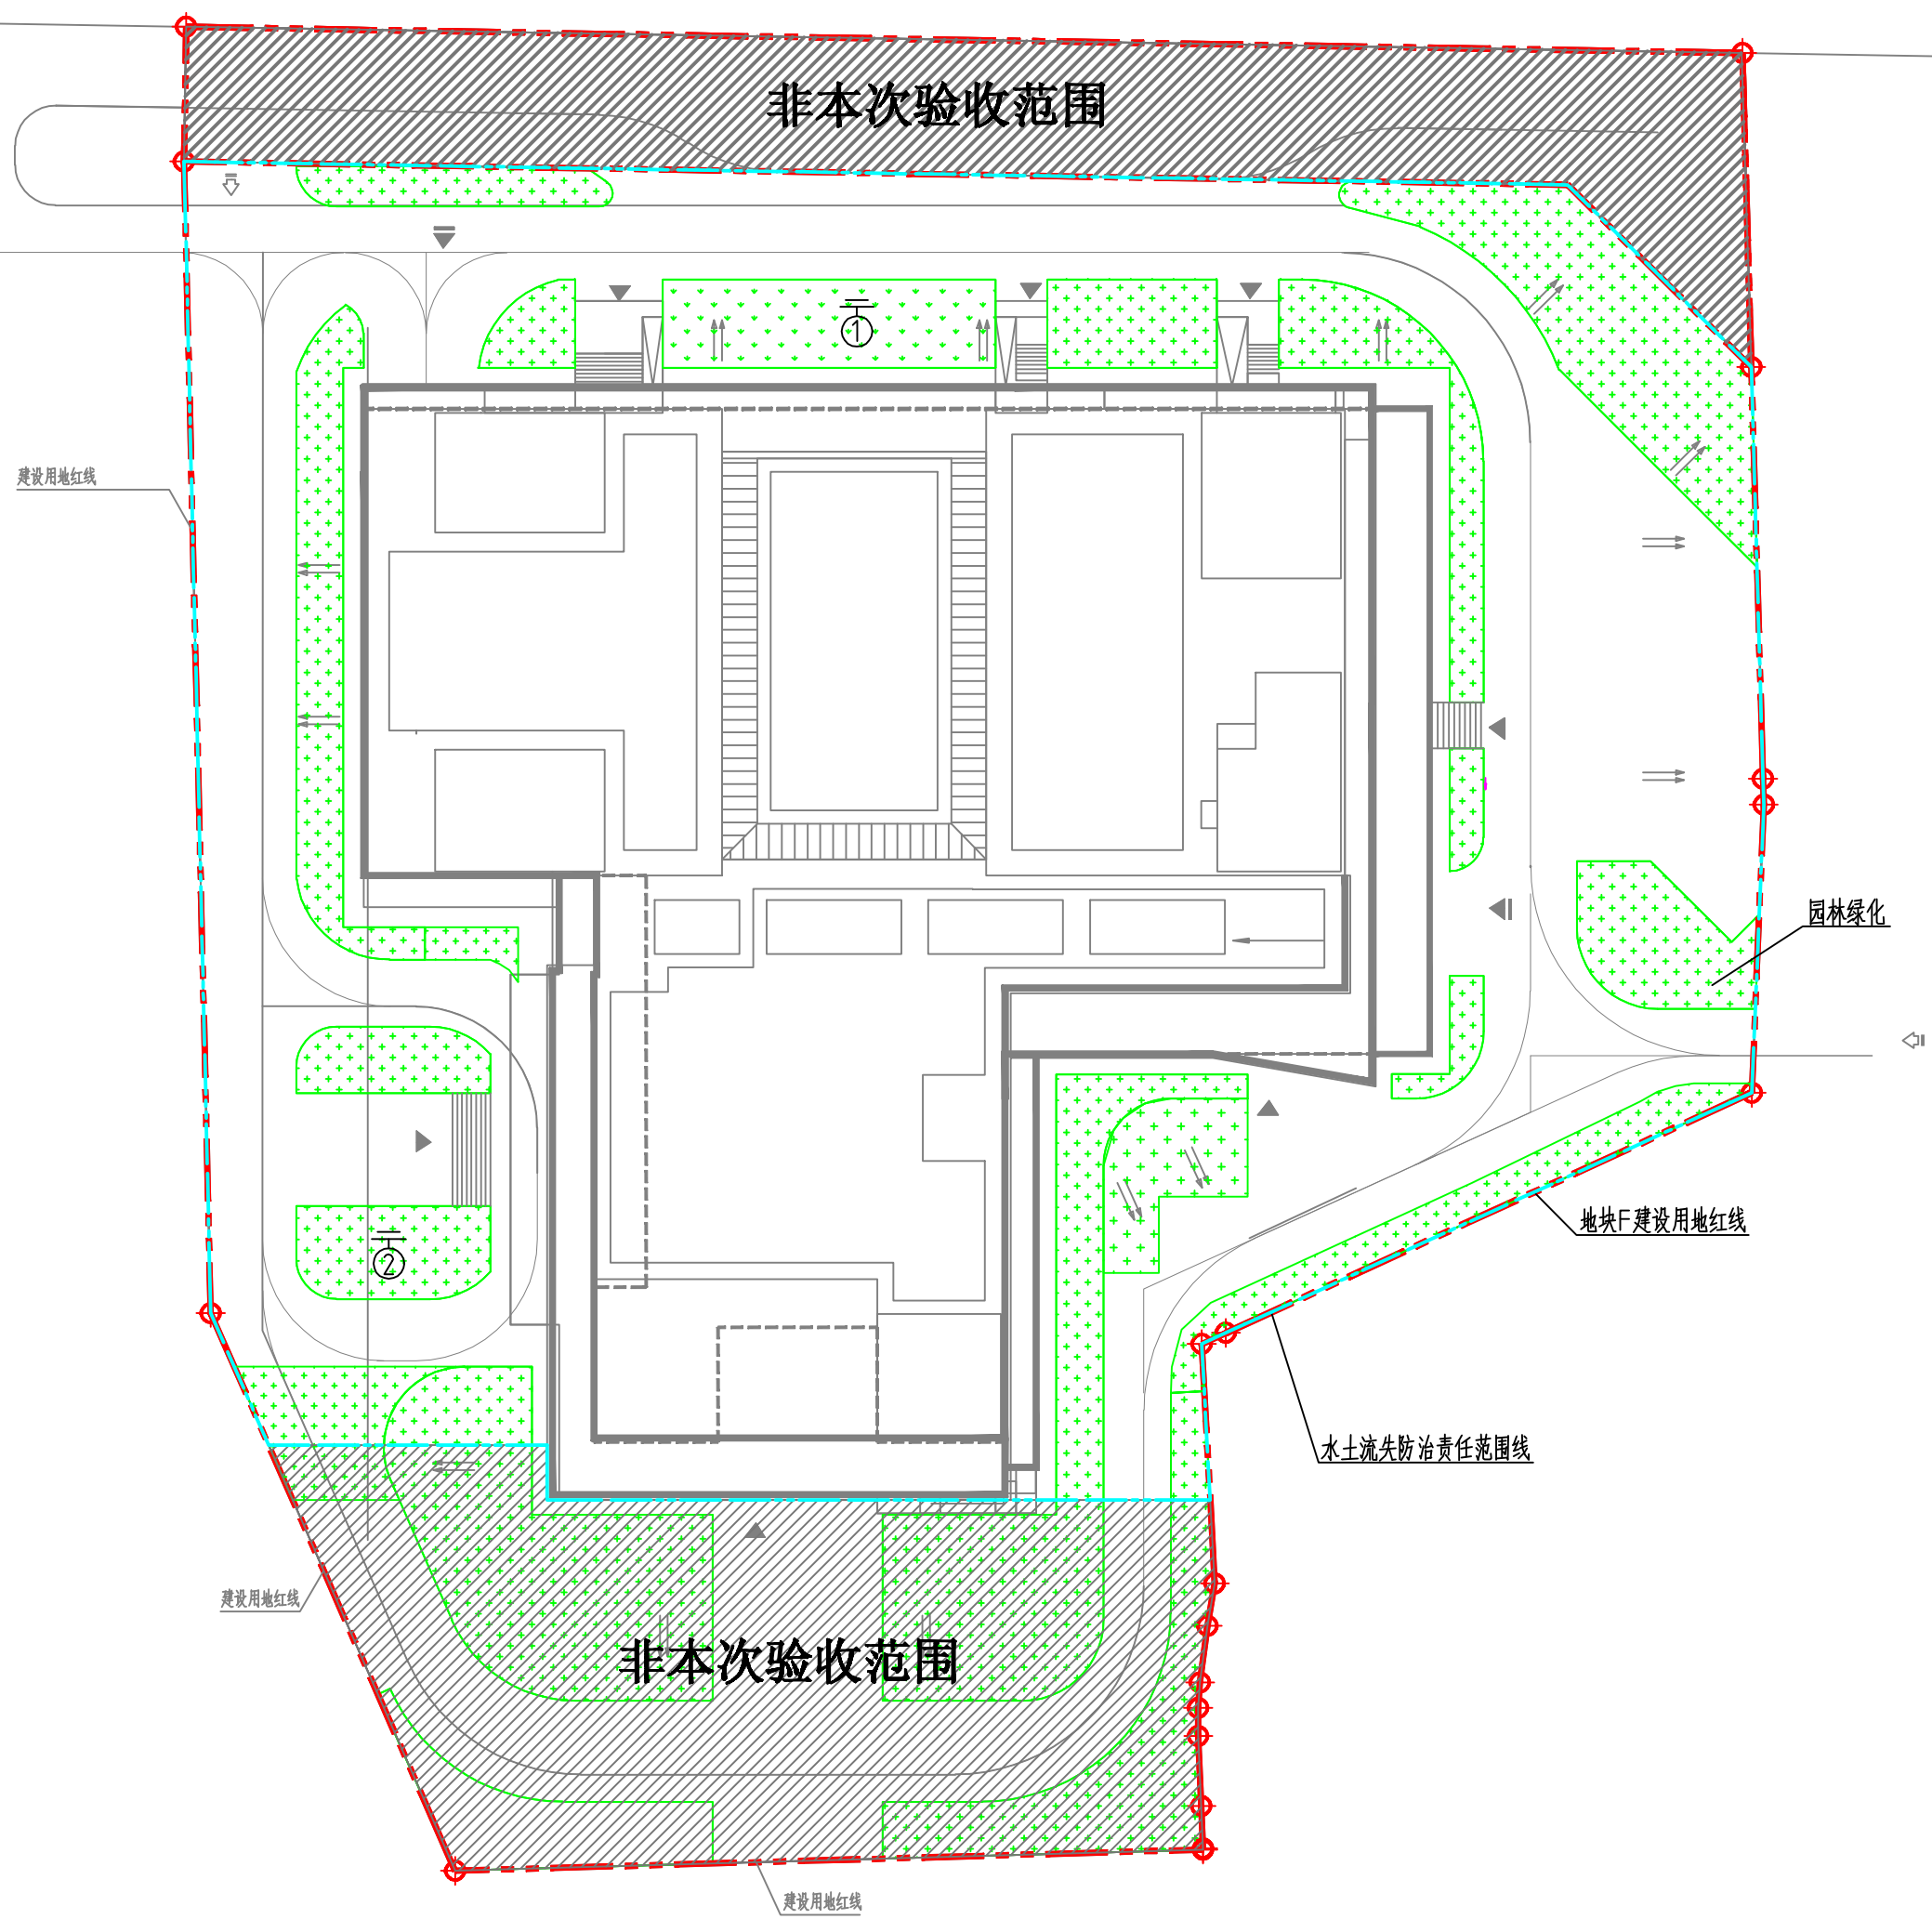 非本次验收范围
①
建设用地红线
园林绿化
地块F建设用地红线
②
水土流失防治责任范围线
建设用地红线
非本次验收范围
建设用地红线